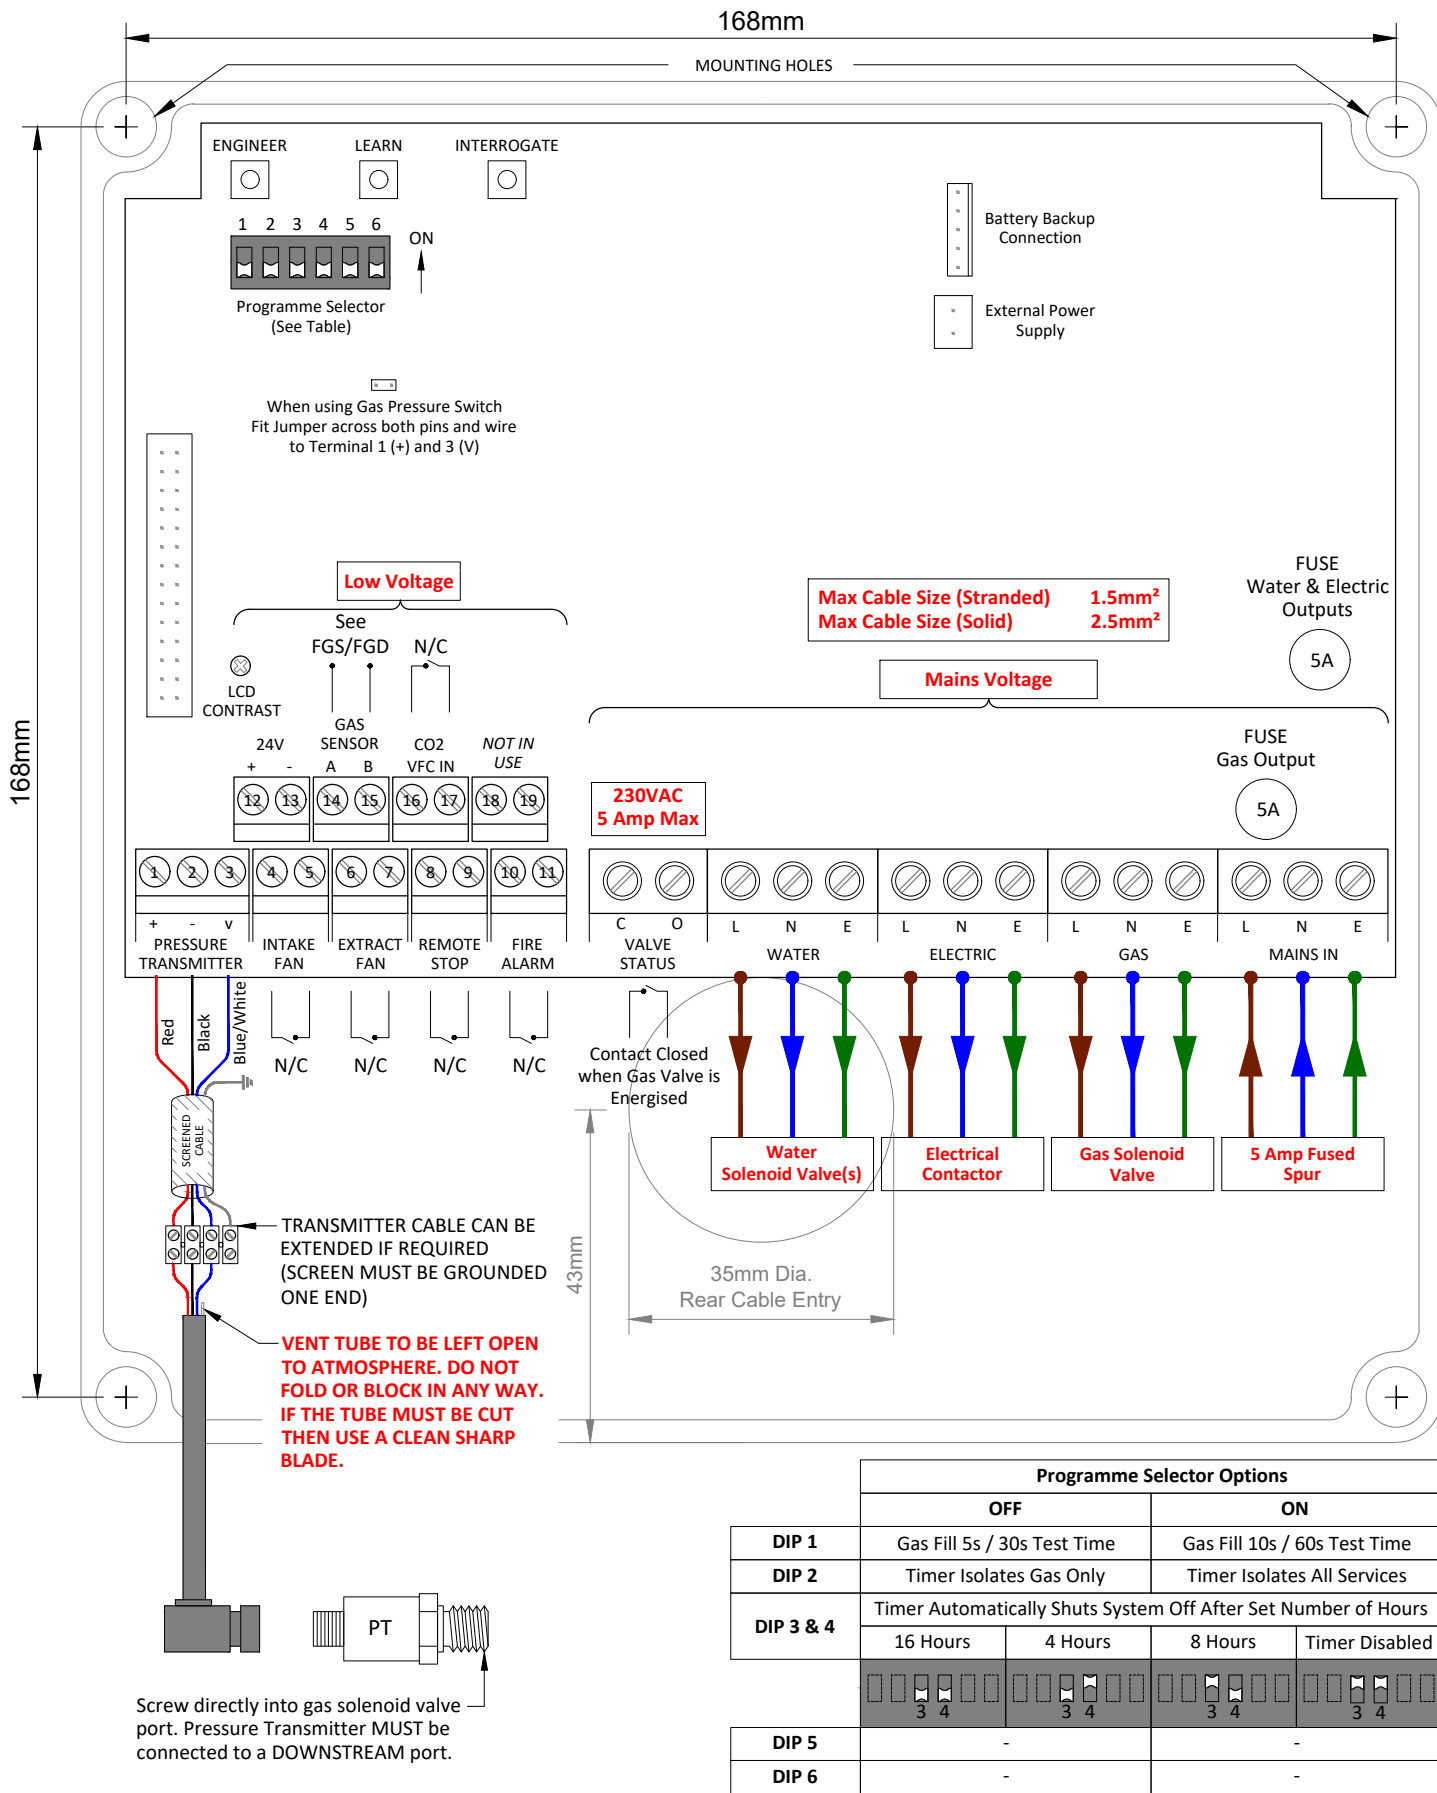 168mm
MOUNTING HOLES
ENGINEER LEARN INTERROGATE
1 2 3 4 5 6
ON
Programme Selector
(See Table)
Battery Backup
Connection
External Power
Supply
When using Gas Pressure Switch
Fit Jumper across both pins and wire
to Terminal 1 (+) and 3 (V)
168mm
Low Voltage
See
FGS/FGD
N/C
LCD
CONTRAST
Max Cable Size (Stranded) 1.5mm²
Max Cable Size (Solid) 2.5mm²
Mains Voltage
FUSE
Water & Electric
Outputs
5A
FUSE
Gas Output
5A
24V
+ -
GAS
SENSOR
A B
CO2
VFC IN
NOT IN
USE
12 13 14 15 16 17 18 19
230VAC
5 Amp Max
1 2 3 4 5 6 7 8 9 10 11
+ - v
PRESSURE
TRANSMITTER
INTAKE
FAN
EXTRACT
FAN
REMOTE
STOP
FIRE
ALARM
C O
VALVE
STATUS
L N E
WATER
L N E
ELECTRIC
L N E
GAS
L N E
MAINS IN
Red
Black
Blue/White
N/C N/C N/C N/C
Contact Closed
when Gas Valve is
Energised
SCREENED
CABLE
Water
Solenoid Valve(s)
Electrical
Contactor
Gas Solenoid
Valve
5 Amp Fused
Spur
TRANSMITTER CABLE CAN BE
EXTENDED IF REQUIRED
(SCREEN MUST BE GROUNDED
ONE END)
43mm
35mm Dia.
Rear Cable Entry
VENT TUBE TO BE LEFT OPEN
TO ATMOSPHERE. DO NOT
FOLD OR BLOCK IN ANY WAY.
IF THE TUBE MUST BE CUT
THEN USE A CLEAN SHARP
BLADE.
PT
Screw directly into gas solenoid valve
port. Pressure Transmitter MUST be
connected to a DOWNSTREAM port.
Programme Selector Options
OFF ON
DIP 1 Gas Fill 5s / 30s Test Time Gas Fill 10s / 60s Test Time
DIP 2 Timer Isolates Gas Only Timer Isolates All Services
DIP 3 & 4 Timer Automatically Shuts System Off After Set Number of Hours
16 Hours 4 Hours 8 Hours Timer Disabled
3 4 3 4 3 4 3 4
DIP 5 - -
DIP 6 - -